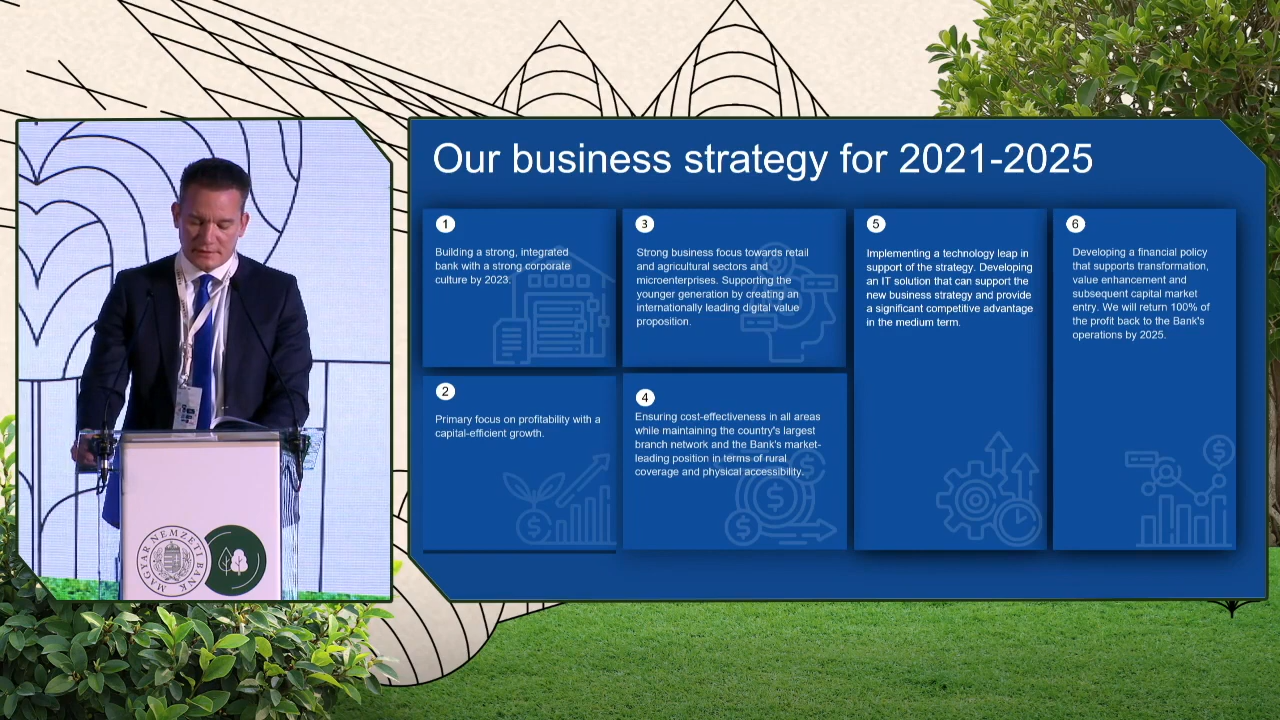 Our business strategy for 2021-2025
1
Building a strong, integrated
bank with a strong corporate
culture by 2023.
2
Primary focus on profitability with a
capital-efficient growth.
3
Strong business focus towards retail
and agricultural sectors and
microenterprises. Supporting the
younger generation by creating an
internationally leading digital value
proposition.
4
Ensuring cost-effectiveness in all areas
while maintaining the country's largest
branch network and the Bank's market-
leading position in terms of rural
coverage and physical accessibility.
5
Implementing a technology leap in
support of the strategy. Developing
an IT solution that can support the
new business strategy and provide
a significant competitive advantage
in the medium term.
6
Developing a financial policy
that supports transformation,
value enhancement and
subsequent capital market
entry. We will return 100% of
the profit back to the Bank's
operations by 2025.
MAGYAR NEMZETI BANK